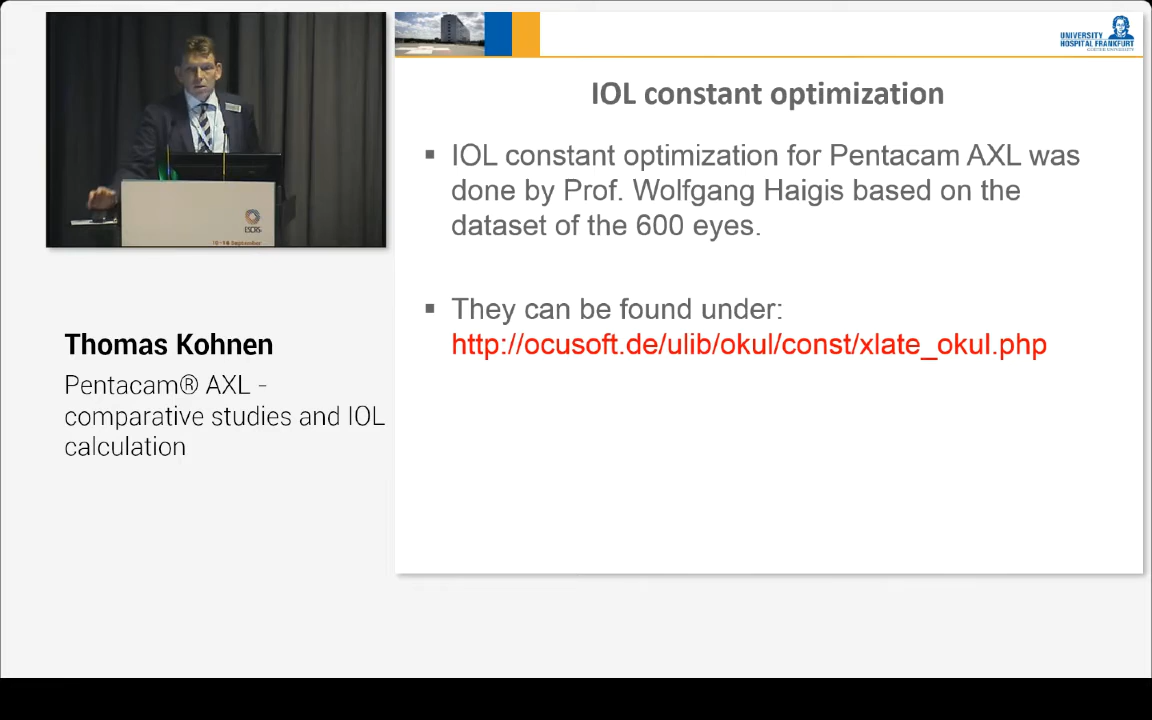 UNIVERSITY
HOSPITAL FRANKFURT
IOL constant optimization
IOL constant optimization for Pentacam AXL was
done by Prof. Wolfgang Haigis based on the
dataset of the 600 eyes.
They can be found under:
http://ocusoft.de/ulib/okul/const/xlate_okul.php
ESCRS
Thomas Kohnen
Pentacam® AXL -
comparative studies and IOL
calculation